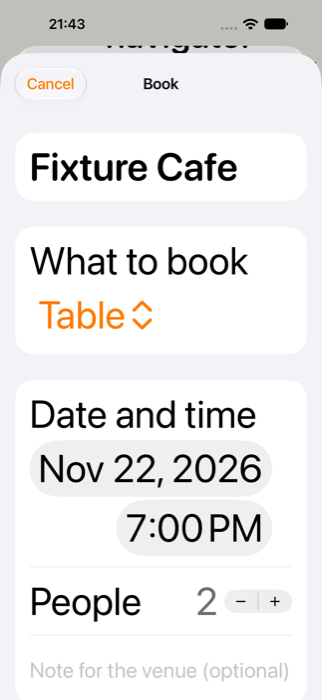 21:43
Cancel
Book
Fixture Cafe
What to book
Table
Date and time
Nov 22, 2026
7:00 PM
People
2
− +
Note for the venue (optional)